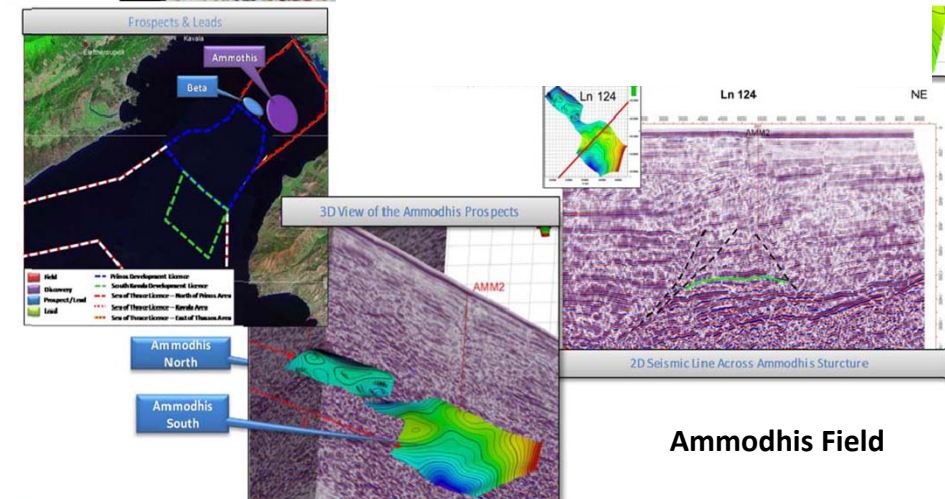 Prospects & Leads
Kavala
Eleftheroupoli
Ammothis
Beta
Field
Discovery
Prospect/Lead
Lead
Prinos Development Licence
South Kavala Development Licence
Sea of Thrace Licence – North of Prinos Area
Sea of Thrace Licence – Kavala Area
Sea of Thrace Licence – East of Thassos Area
3D View of the Ammodhis Prospects
AMM2
Ammodhis
North
Ammodhis
South
Ln 124
Ln 124
NE
AMM2
2D Seismic Line Across Ammodhis Sturcture
Ammodhis Field